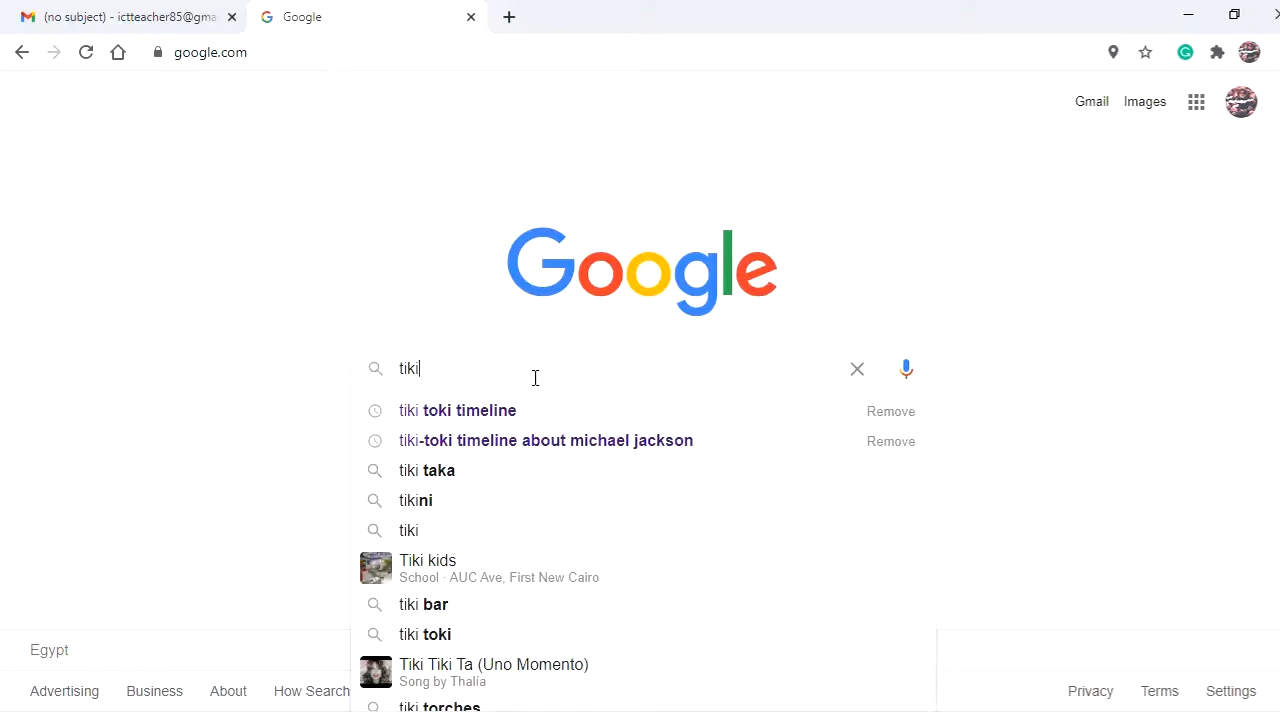 (no subject) - ictteacher85@gma
Google
google.com
Gmail
Images
Google
tiki
tiki toki timeline
Remove
tiki-toki timeline about michael jackson
Remove
tiki taka
tikini
tiki
Tiki kids
School · AUC Ave, First New Cairo
tiki bar
tiki toki
Tiki Tiki Ta (Uno Momento)
Song by Thalía
tiki torches
Egypt
Advertising
Business
About
How Search
Privacy
Terms
Settings